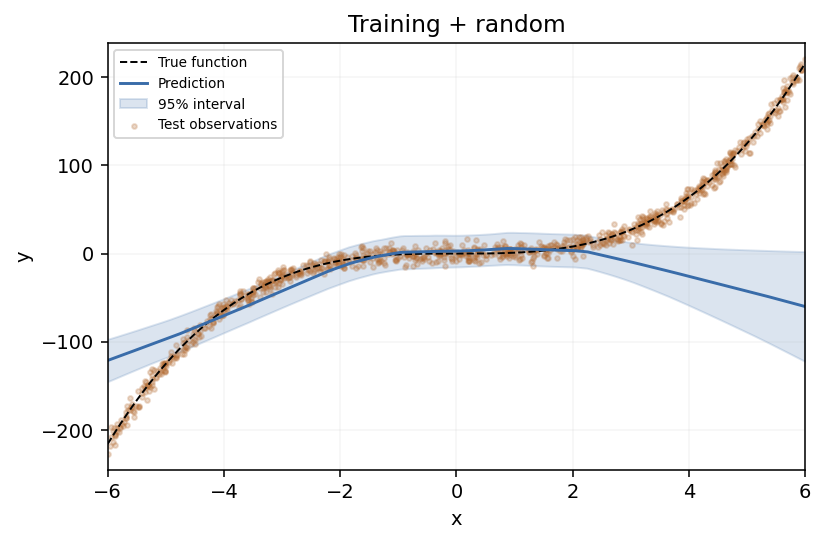 Training + random
True function
Prediction
95% interval
Test observations
y
200
100
0
−100
−200
−6
−4
−2
0
2
4
6
x